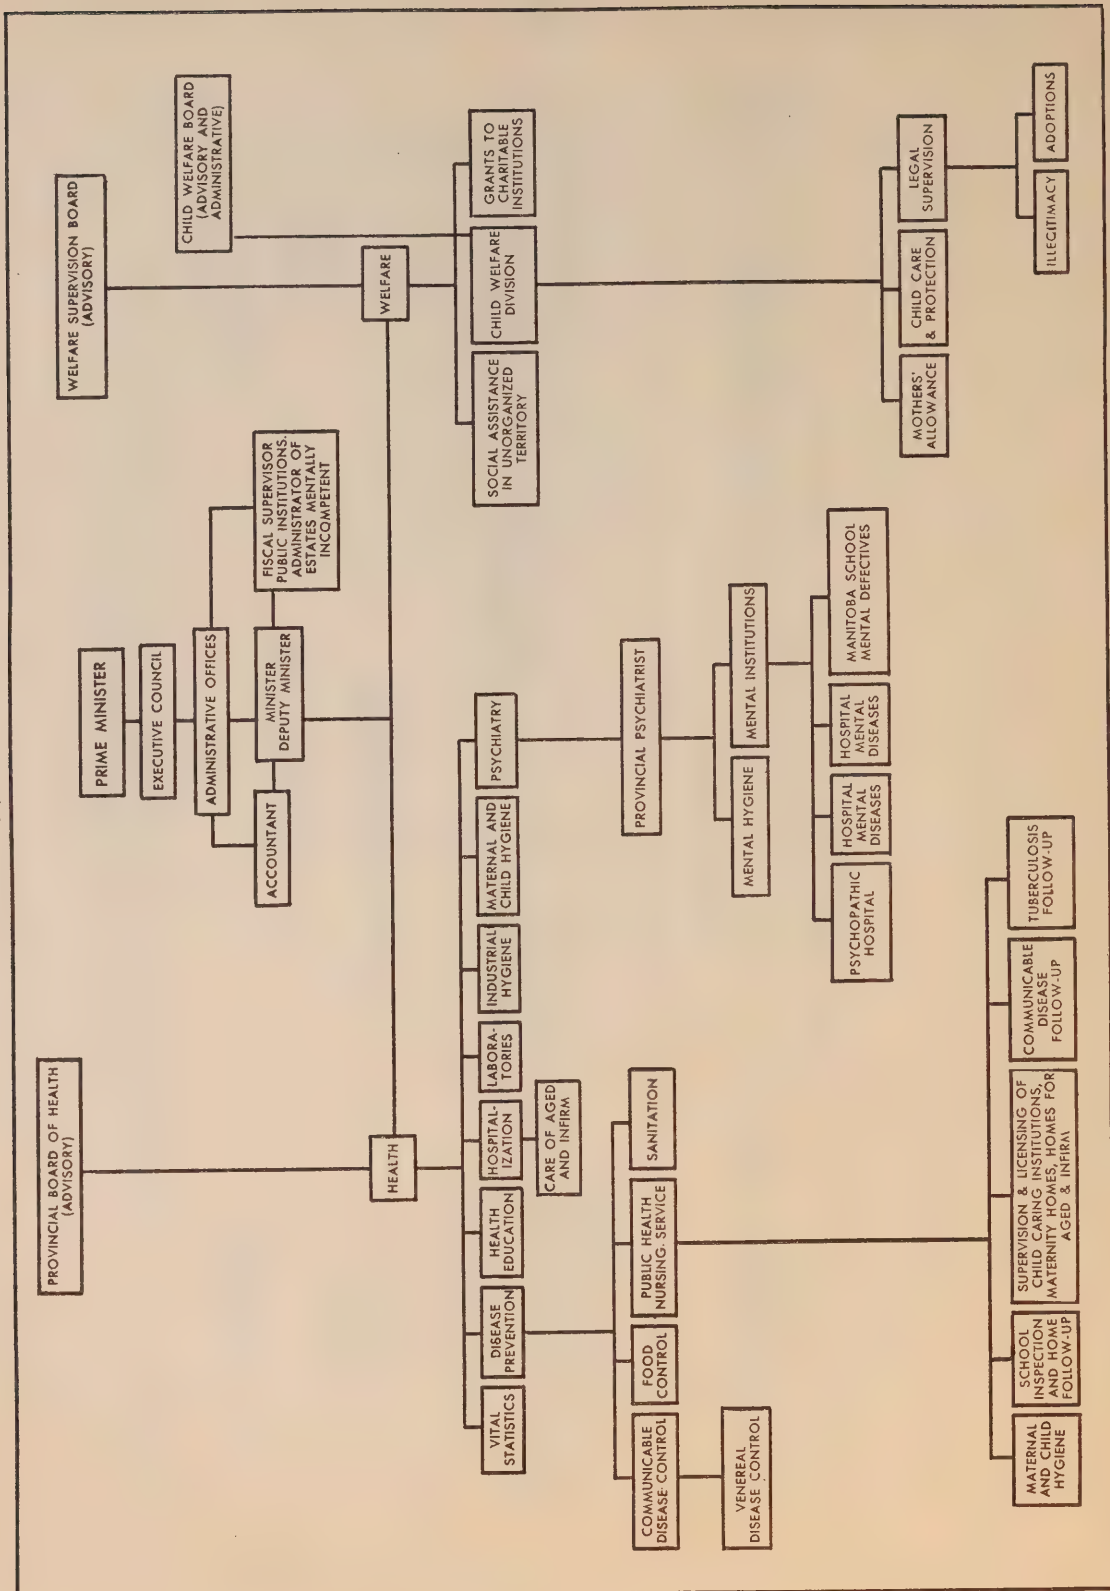 PROVINCIAL BOARD OF HEALTH
(ADVISORY)
PRIME MINISTER
EXECUTIVE COUNCIL
ADMINISTRATIVE OFFICES
ACCOUNTANT
MINISTER
DEPUTY MINISTER
FISCAL SUPERVISOR
PUBLIC INSTITUTIONS.
ADMINISTRATOR OF
ESTATES MENTALLY
INCOMPETENT
WELFARE SUPERVISION BOARD
(ADVISORY)
CHILD WELFARE BOARD
(ADVISORY AND
ADMINISTRATIVE)
HEALTH
WELFARE
VITAL
STATISTICS
DISEASE
PREVENTION
HEALTH
EDUCATION
HOSPITAL-
IZATION
LABORA-
TORIES
INDUSTRIAL
HYGIENE
MATERNAL AND
CHILD HYGIENE
PSYCHIATRY
SOCIAL ASSISTANCE
IN UNORGANIZED
TERRITORY
CHILD WELFARE
DIVISION
GRANTS TO
CHARITABLE
INSTITUTIONS
CARE OF AGED
AND INFIRM
COMMUNICABLE
DISEASE CONTROL
FOOD
CONTROL
PUBLIC HEALTH
NURSING SERVICE
SANITATION
PROVINCIAL PSYCHIATRIST
VENEREAL
DISEASE CONTROL
MENTAL HYGIENE
MENTAL INSTITUTIONS
PSYCHOPATHIC
HOSPITAL
HOSPITAL
MENTAL
DISEASES
HOSPITAL
MENTAL
DISEASES
MANITOBA SCHOOL
MENTAL DEFECTIVES
MOTHERS'
ALLOWANCE
CHILD CARE
& PROTECTION
LEGAL
SUPERVISION
MATERNAL
AND CHILD
HYGIENE
SCHOOL
INSPECTION
AND HOME
FOLLOW-UP
SUPERVISION & LICENSING OF
CHILD CARING INSTITUTIONS,
MATERNITY HOMES, HOMES FOR
AGED & INFIRM
COMMUNICABLE
DISEASE
FOLLOW-UP
TUBERCULOSIS
FOLLOW-UP
ILLEGITIMACY
ADOPTIONS